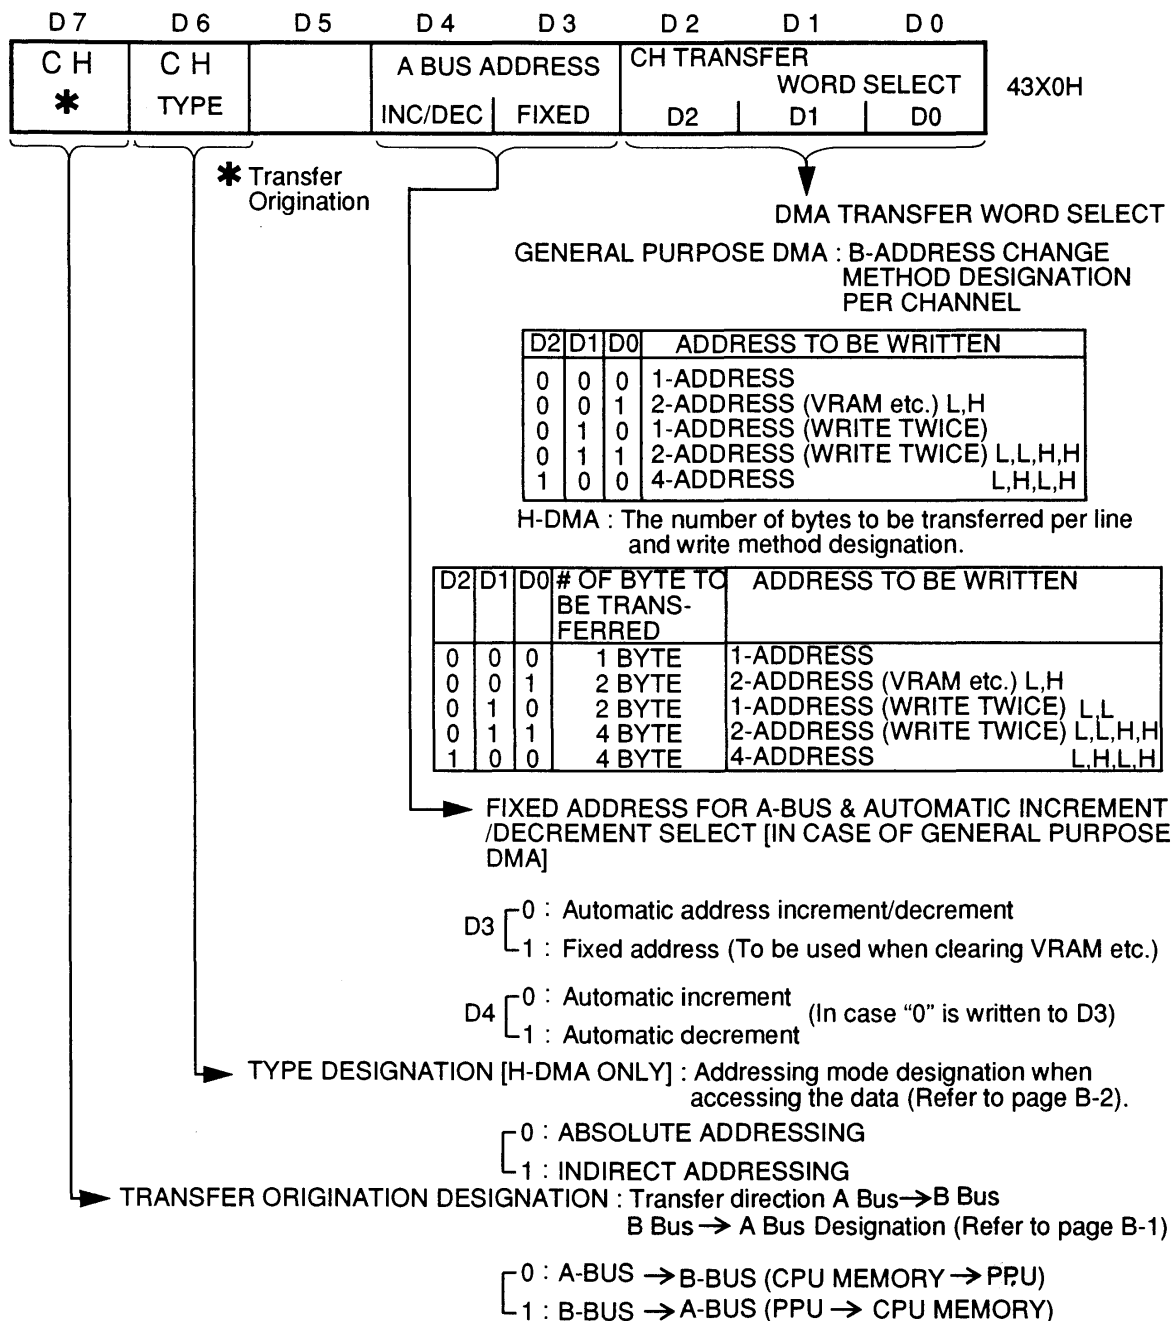 D7 D6 D5 D4 D3 D2 D1 D0
CH CH A BUS ADDRESS CH TRANSFER
✱ TYPE WORD SELECT 43X0H
INC/DEC FIXED D2 D1 D0
✱ Transfer
Origination
DMA TRANSFER WORD SELECT
GENERAL PURPOSE DMA : B-ADDRESS CHANGE
METHOD DESIGNATION
PER CHANNEL
D2 D1 D0 ADDRESS TO BE WRITTEN
0 0 0 1-ADDRESS
0 0 1 2-ADDRESS (VRAM etc.) L,H
0 1 0 1-ADDRESS (WRITE TWICE)
0 1 1 2-ADDRESS (WRITE TWICE) L,L,H,H
1 0 0 4-ADDRESS L,H,L,H
H-DMA : The number of bytes to be transferred per line
and write method designation.
D2 D1 D0 # OF BYTE TO ADDRESS TO BE WRITTEN
BE TRANS-
FERRED
0 0 0 1 BYTE 1-ADDRESS
0 0 1 2 BYTE 2-ADDRESS (VRAM etc.) L,H
0 1 0 2 BYTE 1-ADDRESS (WRITE TWICE) L,L
0 1 1 4 BYTE 2-ADDRESS (WRITE TWICE) L,L,H,H
1 0 0 4 BYTE 4-ADDRESS L,H,L,H
FIXED ADDRESS FOR A-BUS & AUTOMATIC INCREMENT
/DECREMENT SELECT [IN CASE OF GENERAL PURPOSE
DMA]
D3 0 : Automatic address increment/decrement
1 : Fixed address (To be used when clearing VRAM etc.)
D4 0 : Automatic increment (In case “0” is written to D3)
1 : Automatic decrement
TYPE DESIGNATION [H-DMA ONLY] : Addressing mode designation when
accessing the data (Refer to page B-2).
0 : ABSOLUTE ADDRESSING
1 : INDIRECT ADDRESSING
TRANSFER ORIGINATION DESIGNATION : Transfer direction A Bus→B Bus
B Bus→ A Bus Designation (Refer to page B-1)
0 : A-BUS →B-BUS (CPU MEMORY →PPU)
1 : B-BUS →A-BUS (PPU → CPU MEMORY)